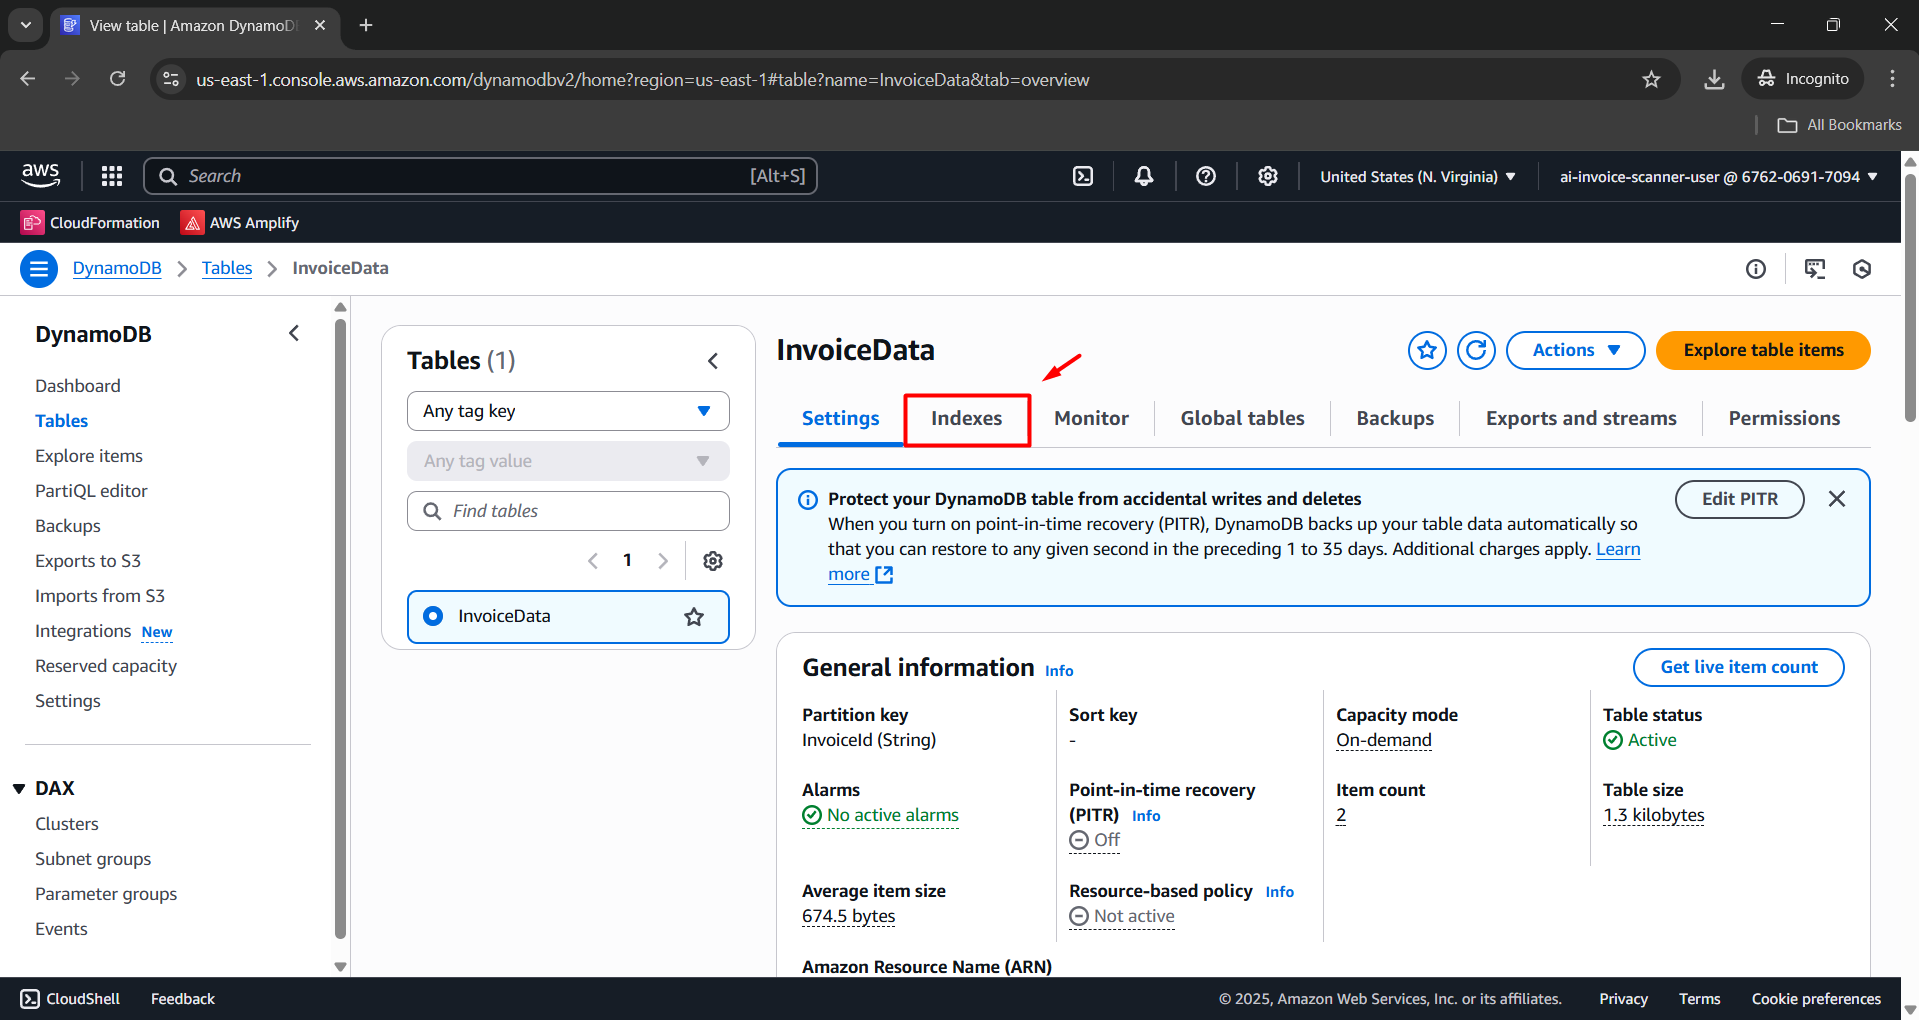 View table | Amazon DynamoD
us-east-1.console.aws.amazon.com/dynamodbv2/home?region=us-east-1#table?name=InvoiceData&tab=overview
Incognito
All Bookmarks
aws
Search
[Alt+S]
United States (N. Virginia)
ai-invoice-scanner-user @ 6762-0691-7094
CloudFormation
AWS Amplify
DynamoDB
Tables
InvoiceData
DynamoDB
Dashboard
Tables
Explore items
PartiQL editor
Backups
Exports to S3
Imports from S3
Integrations New
Reserved capacity
Settings
DAX
Clusters
Subnet groups
Parameter groups
Events
Tables (1)
Any tag key
Any tag value
Find tables
1
InvoiceData
InvoiceData
Actions
Explore table items
Settings
Indexes
Monitor
Global tables
Backups
Exports and streams
Permissions
Protect your DynamoDB table from accidental writes and deletes
When you turn on point-in-time recovery (PITR), DynamoDB backs up your table data automatically so
that you can restore to any given second in the preceding 1 to 35 days. Additional charges apply. Learn
more
Edit PITR
General information Info
Get live item count
Partition key
InvoiceId (String)
Sort key
-
Capacity mode
On-demand
Table status
Active
Alarms
No active alarms
Point-in-time recovery
(PITR) Info
Off
Item count
2
Table size
1.3 kilobytes
Average item size
674.5 bytes
Resource-based policy Info
Not active
Amazon Resource Name (ARN)
CloudShell
Feedback
© 2025, Amazon Web Services, Inc. or its affiliates.
Privacy
Terms
Cookie preferences